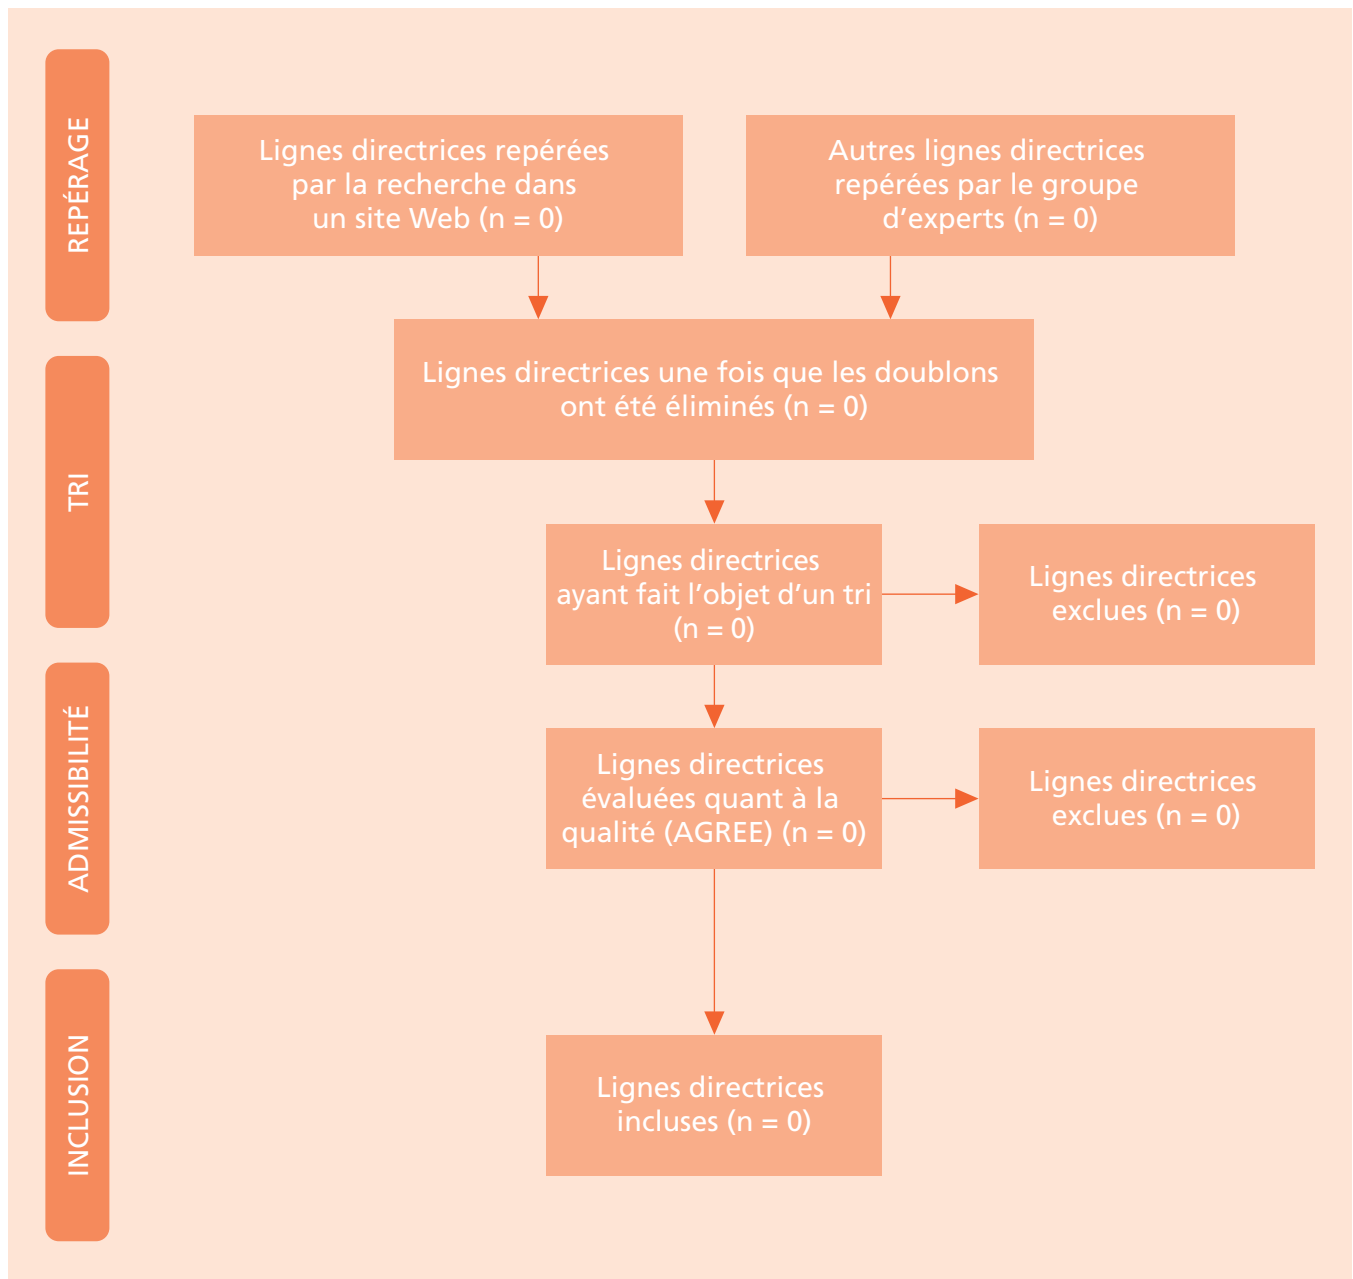 REPÉRAGE
Lignes directrices repérées
par la recherche dans
un site Web (n = 0)
Autres lignes directrices
repérées par le groupe
d’experts (n = 0)
TRI
Lignes directrices une fois que les doublons
ont été éliminés (n = 0)
Lignes directrices
ayant fait l’objet d’un tri
(n = 0)
Lignes directrices
exclues (n = 0)
ADMISSIBILITÉ
Lignes directrices
évaluées quant à la
qualité (AGREE) (n = 0)
Lignes directrices
exclues (n = 0)
INCLUSION
Lignes directrices
incluses (n = 0)